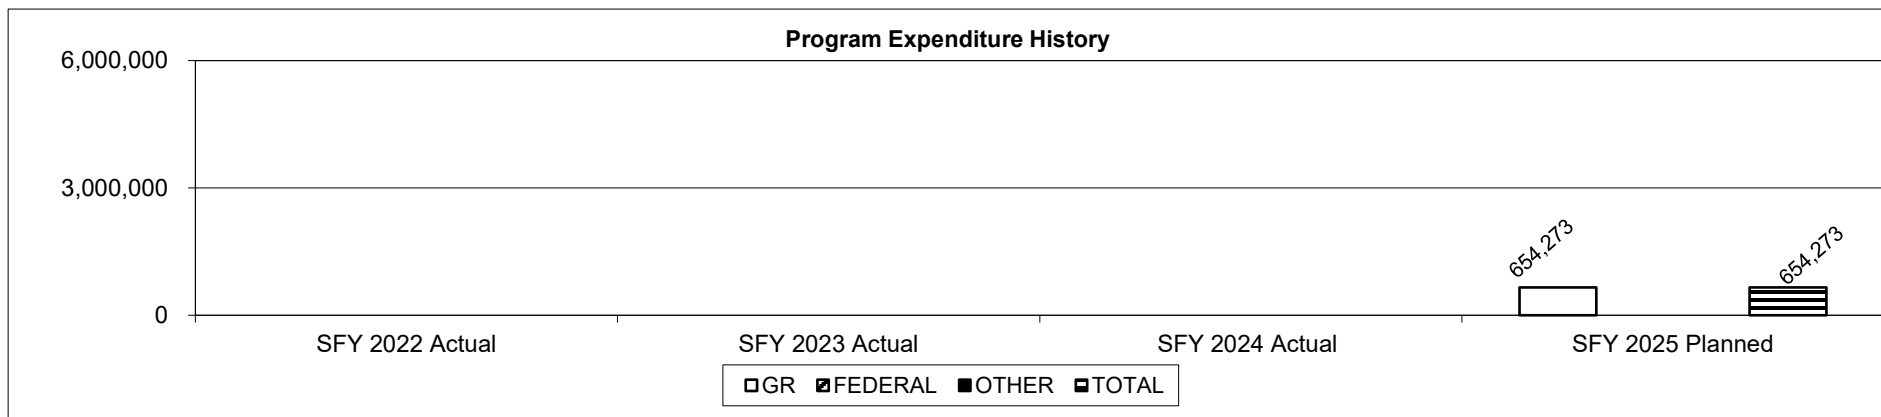 Program Expenditure History
6,000,000
3,000,000
0
654,273
654,273
SFY 2022 Actual
SFY 2023 Actual
SFY 2024 Actual
SFY 2025 Planned
GR FEDERAL OTHER TOTAL